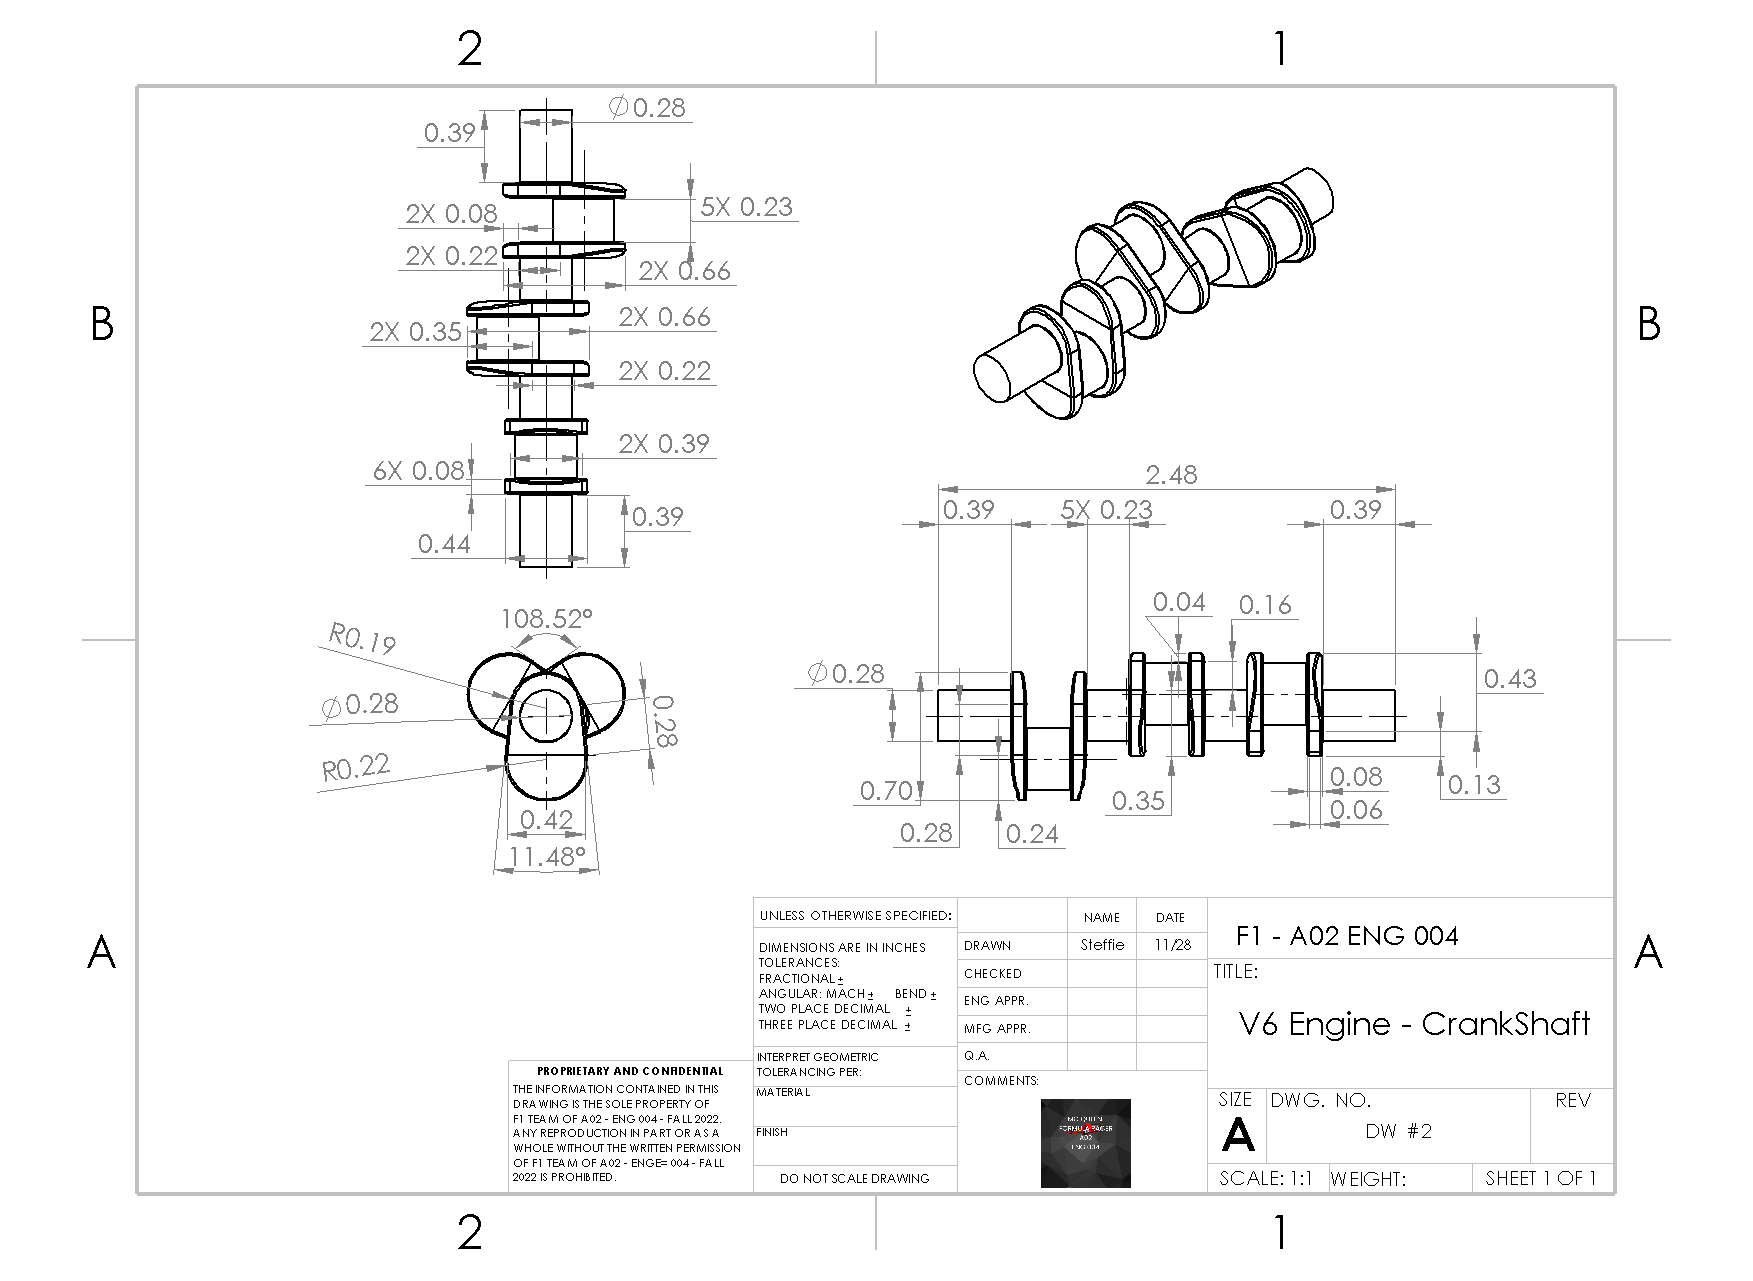 2
1
∅0.28
0.39
5X 0.23
2X 0.08
2X 0.22
2X 0.66
B
B
2X 0.66
2X 0.35
2X 0.22
2X 0.39
6X 0.08
0.39
0.44
2.48
0.39
5X 0.23
0.39
108.52°
R0.19
∅0.28
0.28
R0.22
0.42
11.48°
0.04
0.16
∅0.28
0.43
0.70
0.08
0.13
0.35
0.06
0.28
0.24
A
A
UNLESS OTHERWISE SPECIFIED:
DIMENSIONS ARE IN INCHES
TOLERANCES:
FRACTIONAL ±
ANGULAR: MACH ± BEND ±
TWO PLACE DECIMAL ±
THREE PLACE DECIMAL ±
INTERPRET GEOMETRIC
TOLERANCING PER:
MATERIAL
FINISH
DO NOT SCALE DRAWING
NAME DATE
DRAWN Steffie 11/28
CHECKED
ENG APPR.
MFG APPR.
Q.A.
COMMENTS:
FORMULA RACER
A02
ENG 004
F1 - A02 ENG 004
TITLE:
V6 Engine - CrankShaft
SIZE DWG. NO. REV
A DW #2
SCALE: 1:1 WEIGHT: SHEET 1 OF 1
PROPRIETARY AND CONFIDENTIAL
THE INFORMATION CONTAINED IN THIS
DRAWING IS THE SOLE PROPERTY OF
F1 TEAM OF A02 - ENG 004 - FALL 2022.
ANY REPRODUCTION IN PART OR AS A
WHOLE WITHOUT THE WRITTEN PERMISSION
OF F1 TEAM OF A02 - ENGE= 004 - FALL
2022 IS PROHIBITED.
2
1